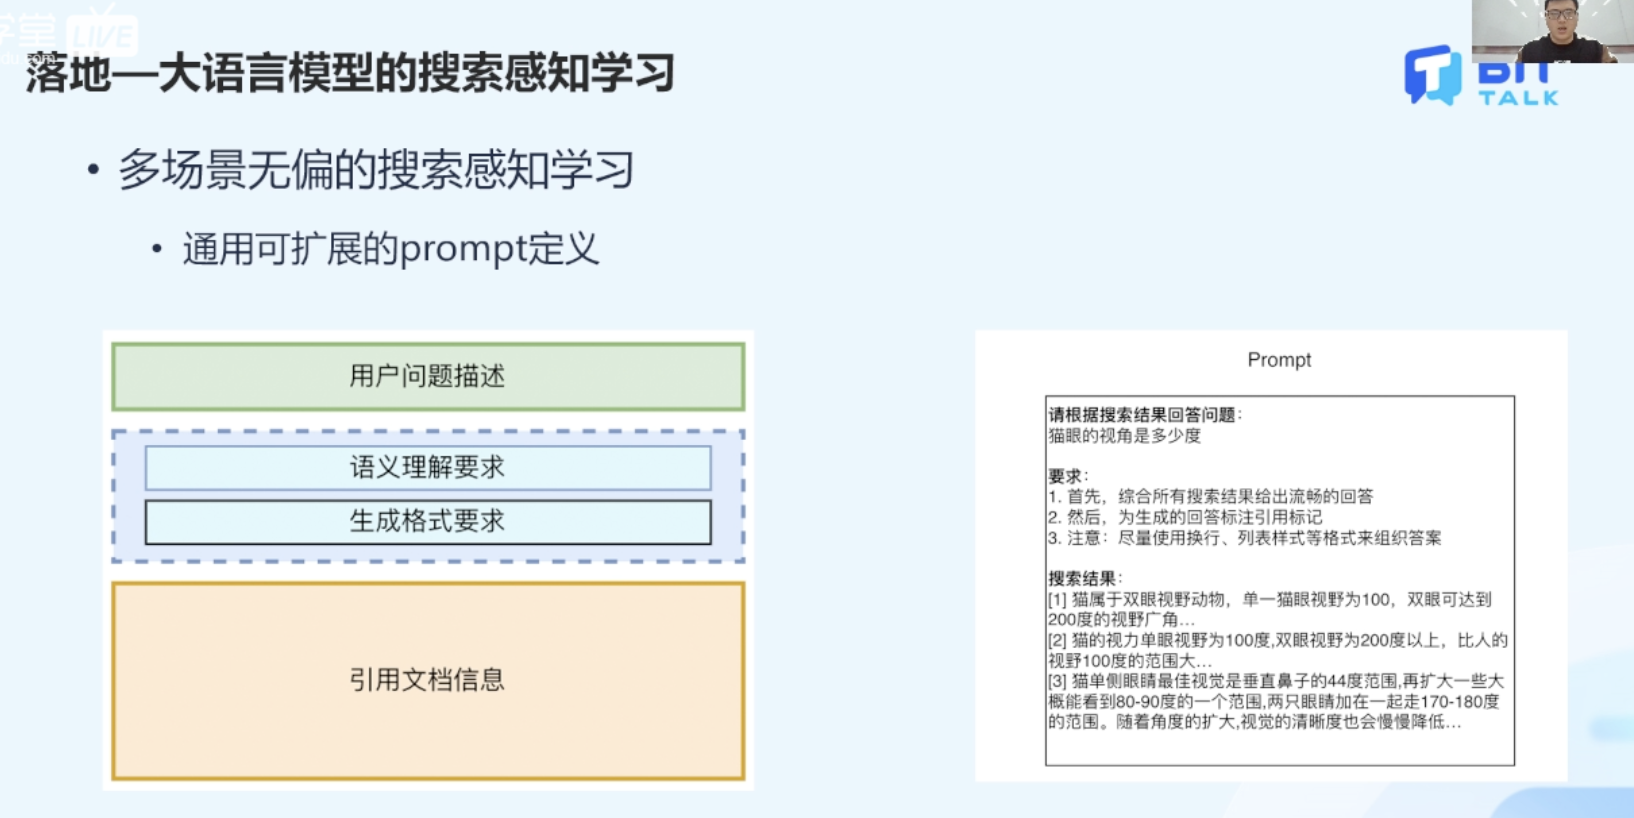 学堂 LIVE
du.com
落地—大语言模型的搜索感知学习
TALK
• 多场景无偏的搜索感知学习
• 通用可扩展的prompt定义
用户问题描述
语义理解要求
生成格式要求
引用文档信息
Prompt
请根据搜索结果回答问题：
猫眼的视角是多少度
要求：
1. 首先，综合所有搜索结果给出流畅的回答
2. 然后，为生成的回答标注引用标记
3. 注意：尽量使用换行、列表样式等格式来组织答案
搜索结果：
[1] 猫属于双眼视野动物，单一猫眼视野为100，双眼可达到
200度的视野广角...
[2] 猫的视力单眼视野为100度,双眼视野为200度以上，比人的
视野100度的范围大...
[3] 猫单侧眼睛最佳视觉是垂直鼻子的44度范围,再扩大一些大
概能看到80-90度的一个范围,两只眼睛加在一起走170-180度
的范围。随着角度的扩大,视觉的清晰度也会慢慢降低...